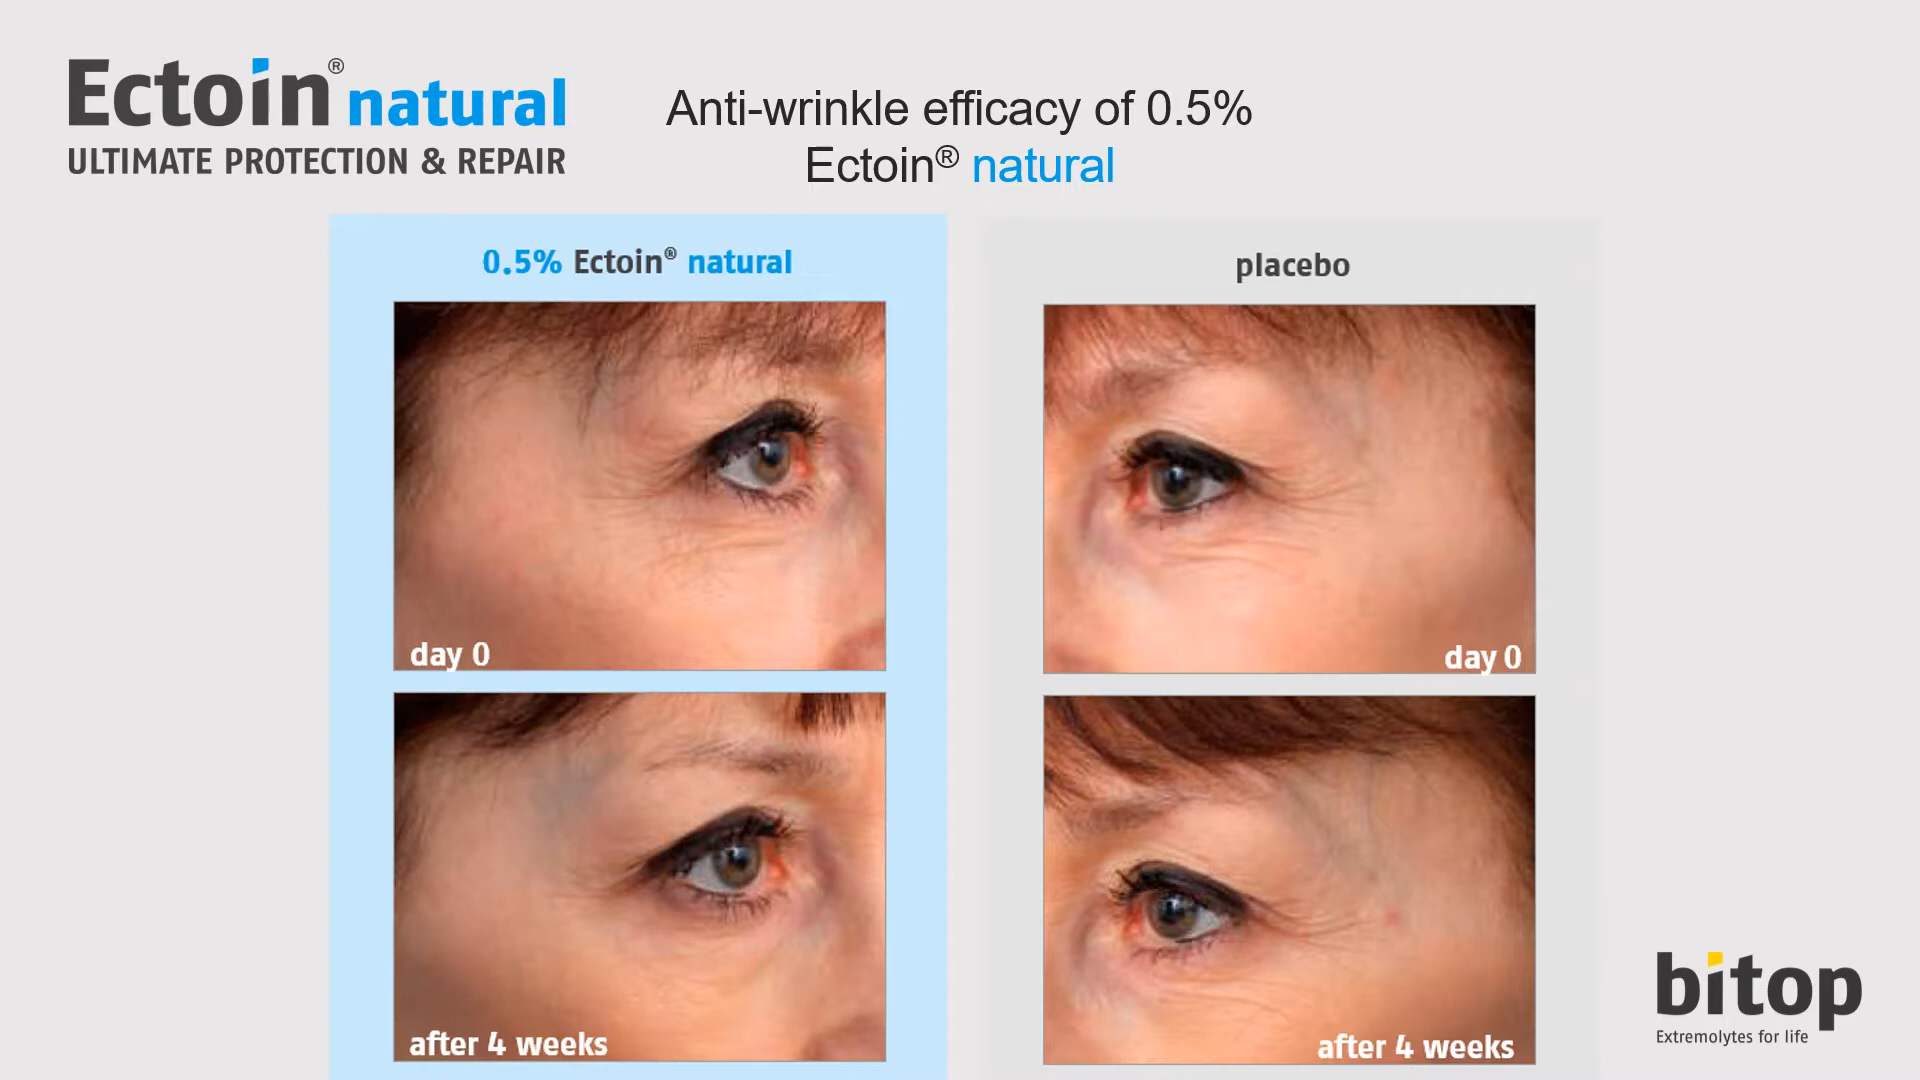 Ectoin® natural
ULTIMATE PROTECTION & REPAIR
Anti-wrinkle efficacy of 0.5%
Ectoin® natural
0.5% Ectoin® natural
placebo
day 0
day 0
after 4 weeks
after 4 weeks
bitop
Extremolytes for life